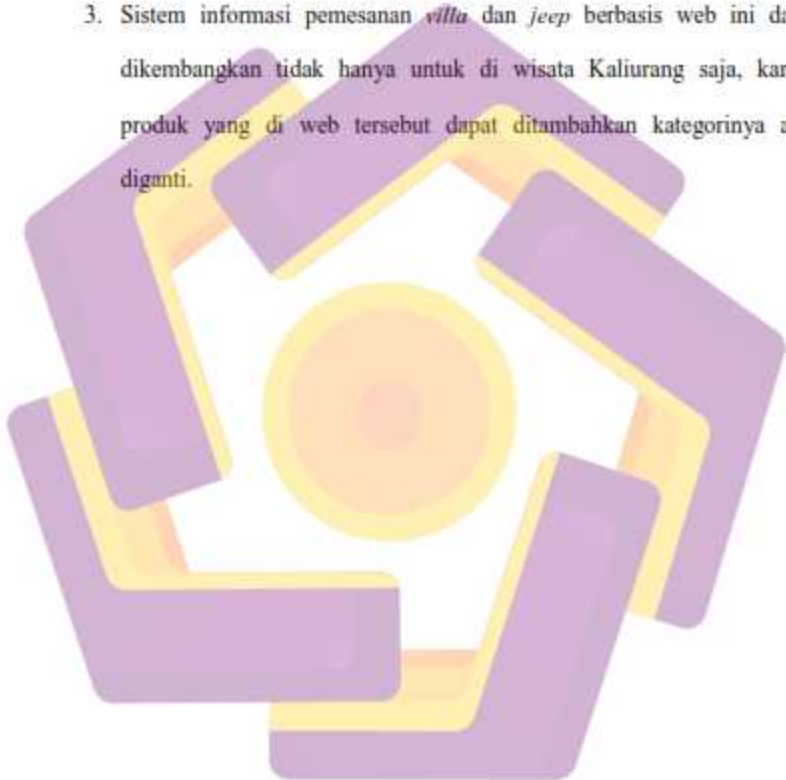 3. Sistem informasi pemesanan villa dan jeep berbasis web ini da
dikembangkan tidak hanya untuk di wisata Kaliurang saja, kar
produk yang di web tersebut dapat ditambahkan kategorinya a
diganti.